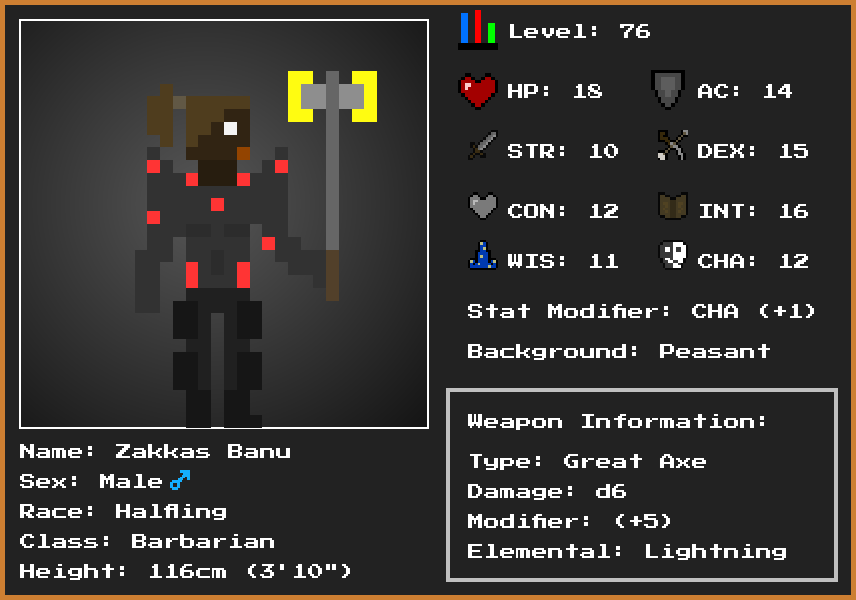 Level: 76
HP: 18
AC: 14
STR: 10
DEX: 15
CON: 12
INT: 16
WIS: 11
CHA: 12
Stat Modifier: CHA (+1)
Background: Peasant
Weapon Information:
Type: Great Axe
Damage: d6
Modifier: (+5)
Elemental: Lightning
Name: Zakkas Banu
Sex: Male ♂
Race: Halfling
Class: Barbarian
Height: 116cm (3'10")